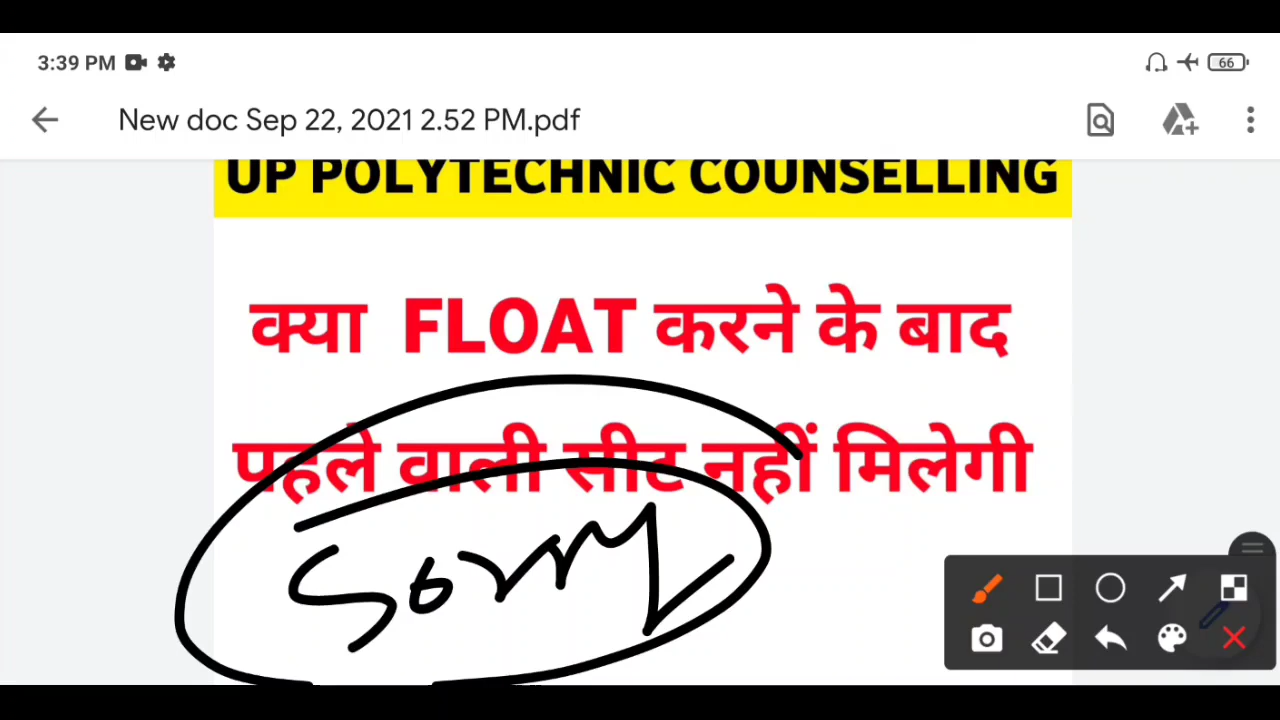 3:39 PM
66
New doc Sep 22, 2021 2.52 PM.pdf
UP POLYTECHNIC COUNSELLING
क्या FLOAT करने के बाद
पहले वाली सीट नहीं मिलेगी
Sorry